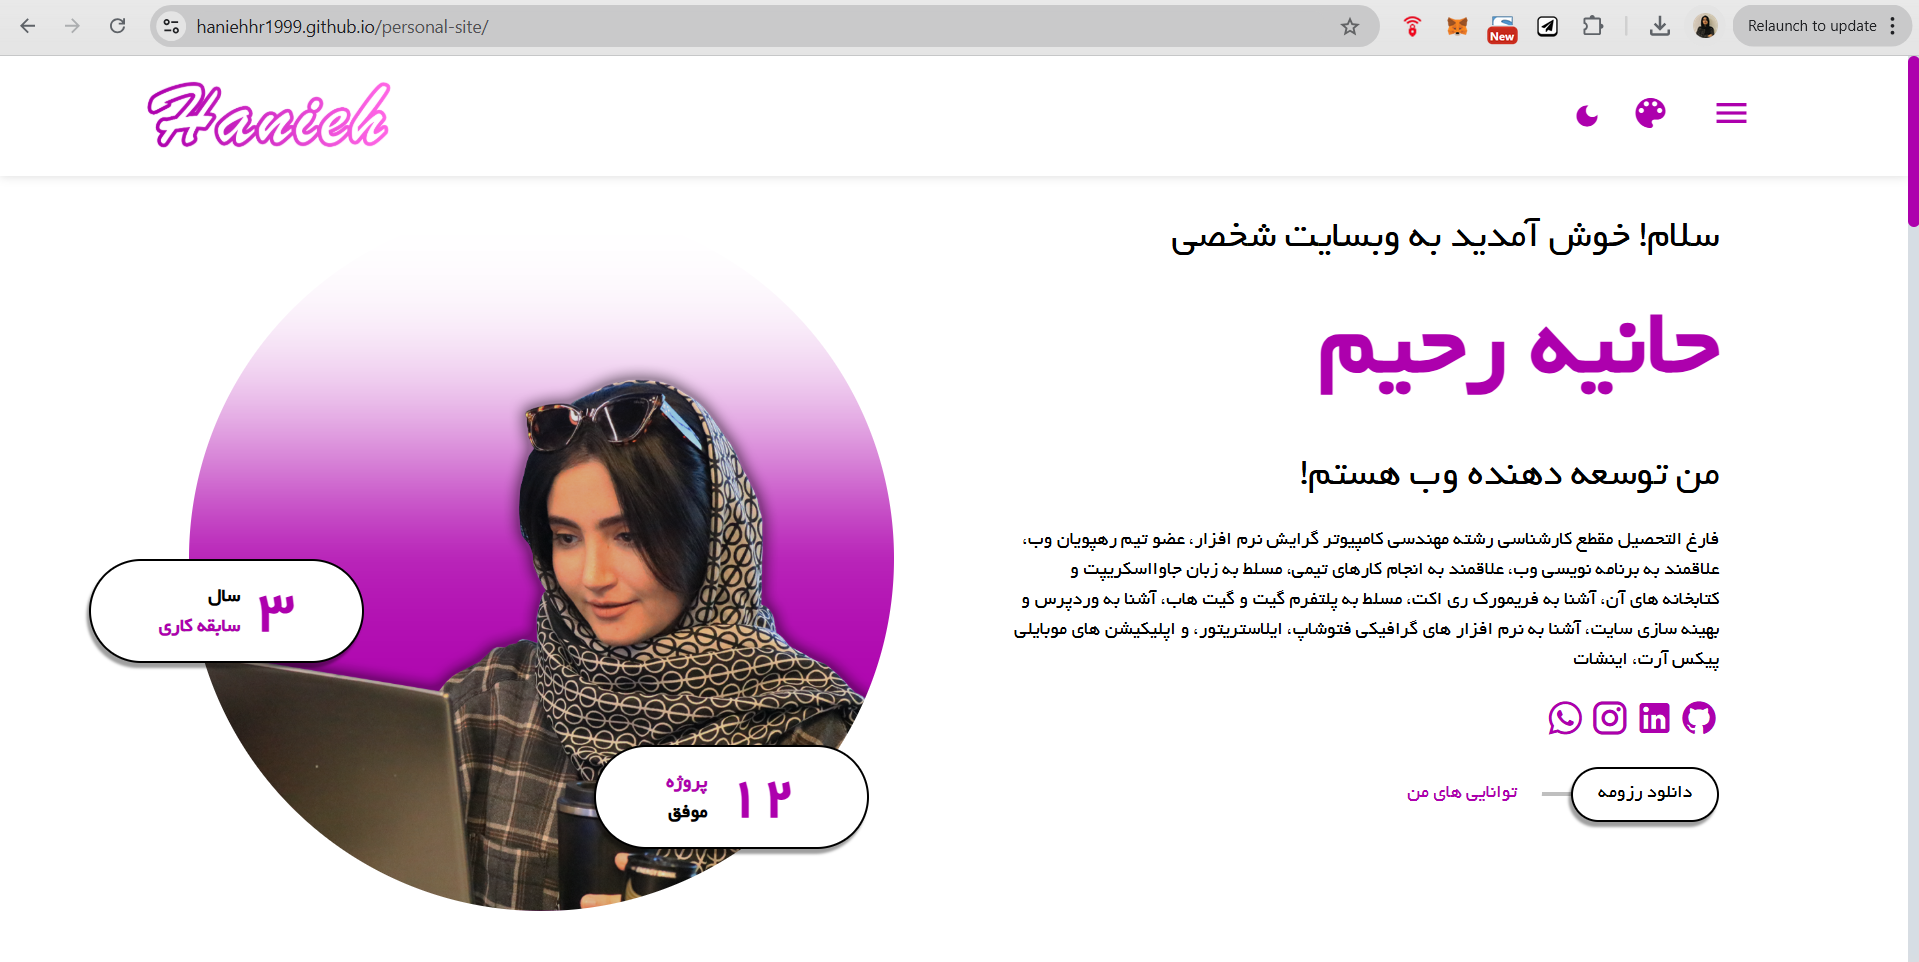 haniehhr1999.github.io/personal-site/
New
Relaunch to update
Hanieh
سلام! خوش آمدید به وبسایت شخصی
حانیه رحیم
من توسعه دهنده وب هستم!
فارغ التحصیل مقطع کارشناسی رشته مهندسی کامپیوتر گرایش نرم افزار، عضو تیم رهپویان وب،
علاقمند به برنامه نویسی وب، علاقمند به انجام کارهای تیمی، مسلط به زبان جاوااسکریپت و
کتابخانه های آن، آشنا به فریمورک ری اکت، مسلط به پلتفرم گیت و گیت هاب، آشنا به وردپرس و
بهینه سازی سایت، آشنا به نرم افزار های گرافیکی فتوشاپ، ایلاستریتور، و اپلیکیشن های موبایلی
پیکس آرت، اینشات
دانلود رزومه
توانایی های من
۳
سال
سابقه کاری
۱۲
پروژه
موفق